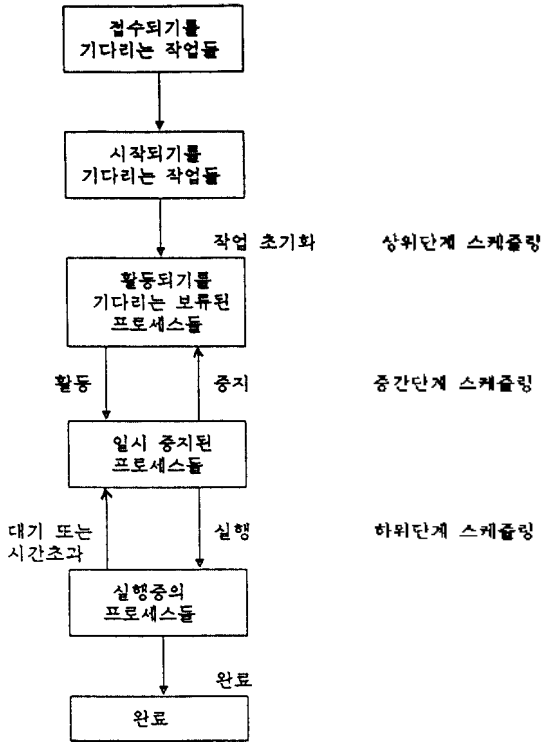 접수되기를
기다리는 작업들
시작되기를
기다리는 작업들
작업 초기화
상위단계 스케줄링
활동되기를
기다리는 보류된
프로세스들
활동
중지
중간단계 스케줄링
일시 중지된
프로세스들
대기 또는
시간초과
실행
하위단계 스케줄링
실행중의
프로세스들
완료
완료